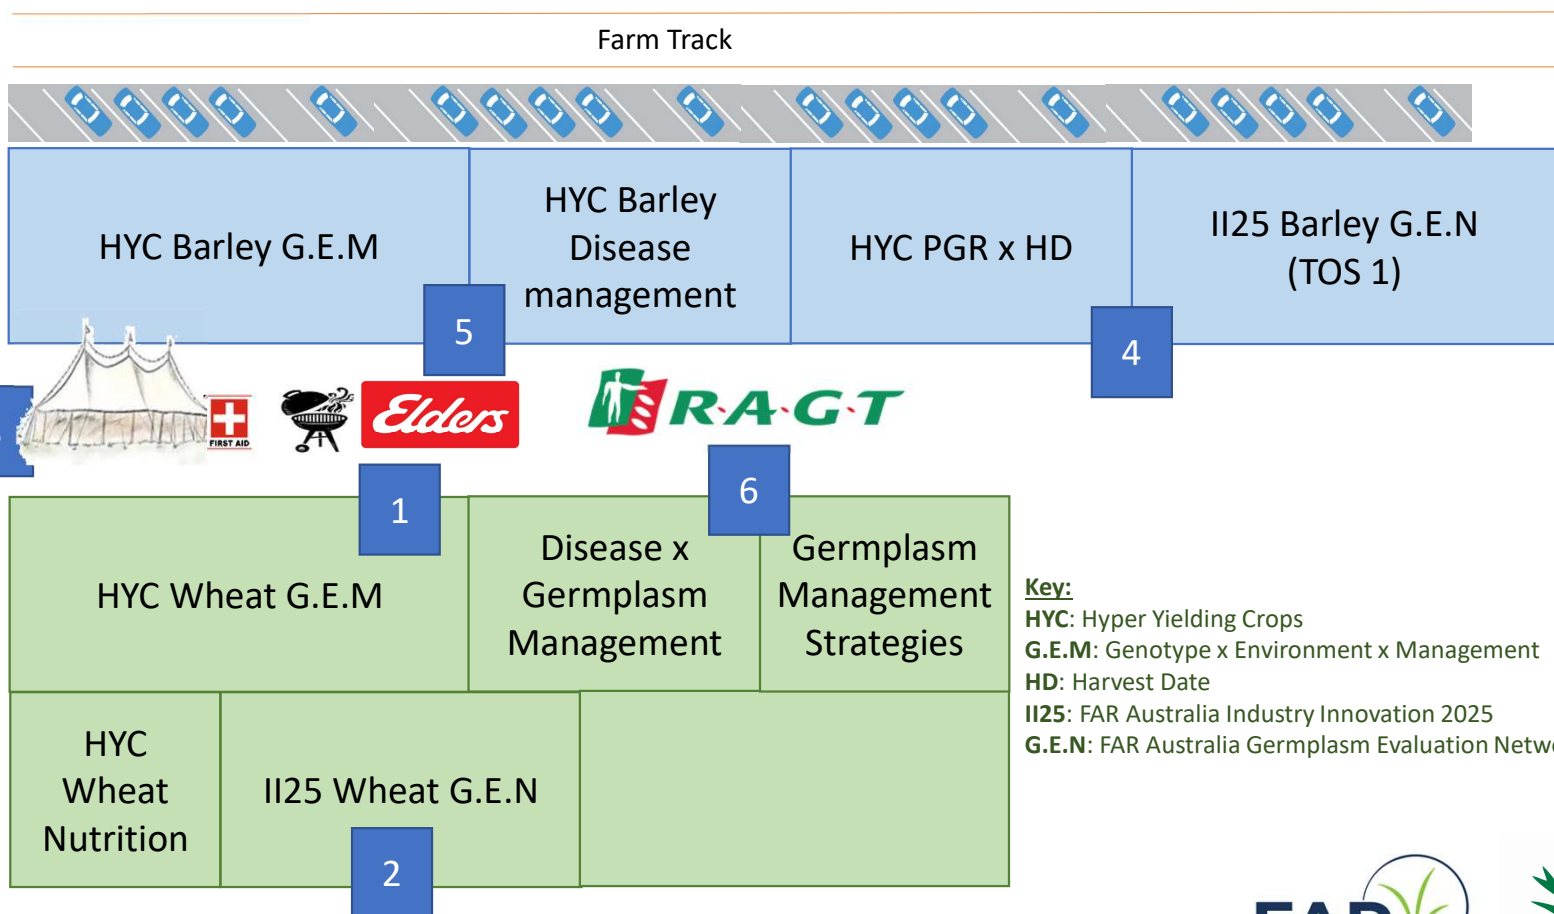 Farm Track
HYC Barley G.E.M
HYC Barley
Disease
management
HYC PGR x HD
II25 Barley G.E.N
(TOS 1)
5
4
FIRST AID
Elders
R·A·G·T
1
6
HYC Wheat G.E.M
Disease x
Germplasm
Management
Germplasm
Management
Strategies
Key:
HYC: Hyper Yielding Crops
G.E.M: Genotype x Environment x Management
HD: Harvest Date
II25: FAR Australia Industry Innovation 2025
G.E.N: FAR Australia Germplasm Evaluation
HYC
Wheat
Nutrition
II25 Wheat G.E.N
2
FAR